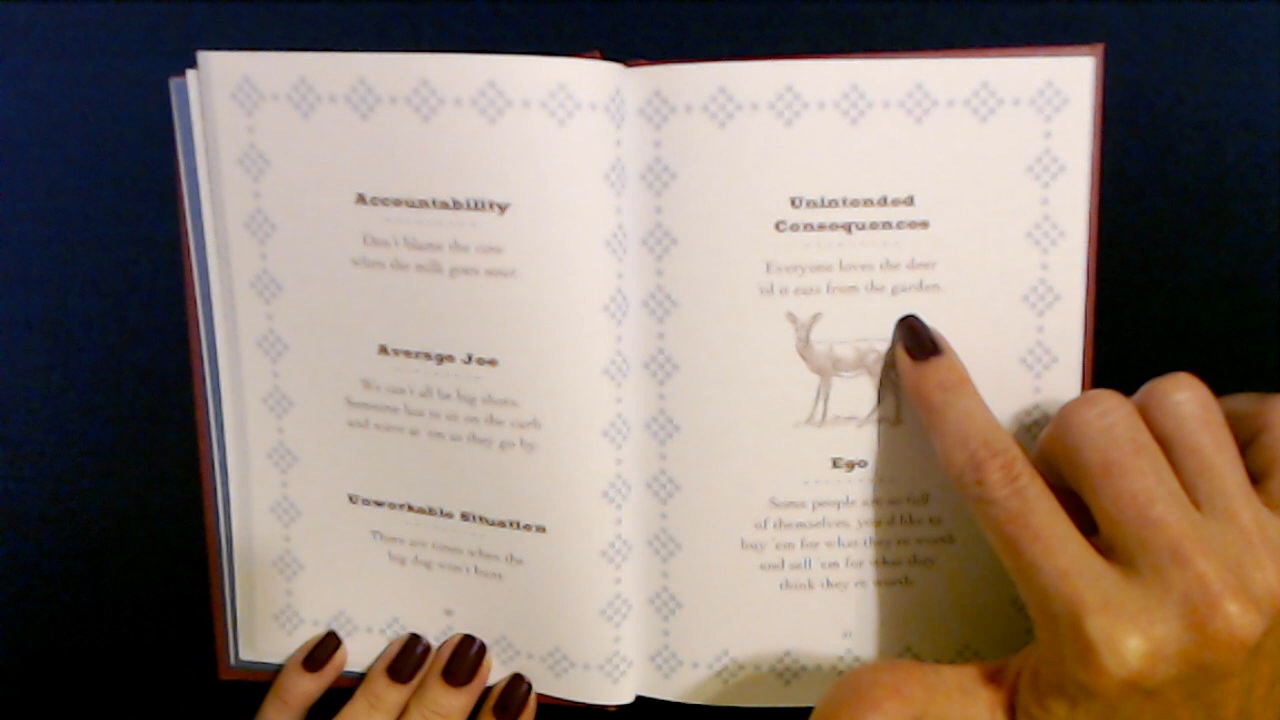 Accountability
Don't blame the cow
when the milk goes sour.
Average Joe
We can't all be big shots.
Someone has to sit on the curb
and wave at 'em as they go by.
Unworkable Situation
There are times when the
big dog won't hunt.
Unintended
Consequences
Everyone loves the deer
'til it eats from the garden.
Ego
Some people are so full
of themselves, you'd like to
buy 'em for what they're worth
and sell 'em for what they
think they're worth.